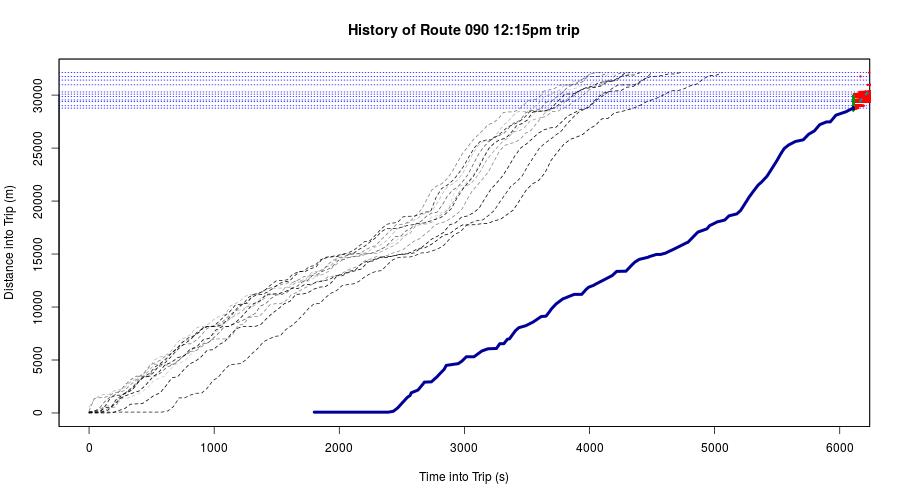 History of Route 090 12:15pm trip
Distance into Trip (m)
30000
25000
20000
15000
10000
5000
0
0 1000 2000 3000 4000 5000 6000
Time into Trip (s)